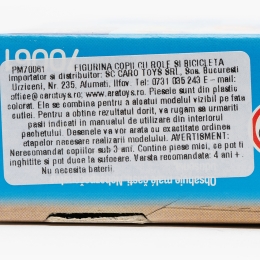 PM70061 FIGURINA COPII CU ROLE SI BICICLETA
Importator si distribuitor: SC CARO TOYS SRL, Sos. Bucuresti
Urziceni, Nr. 235, Afumati, Ilfov. Tel: 0731 035 243 E - mail:
office@carotoys.ro, www.aratoys.ro. Piesele sunt din plastic
colorat. Ele se combina pentru a alcatui modelul vizibil pe fata
cutiei. Pentru a obtine modelul dorit, va rugam sa urmariti
pasii indicati in manualul de utilizare din interiorul
pachetului. Desenele va vor arata cu exactitate ordinea
etapelor necesare realizarii modelului. AVERTISMENT:
Nerecomandat copiilor sub 3 ani. Contine piese mici, ce pot fi
inghitite si pot duce la sufocare. Varsta recomandata: 4 ani + .
Nu necesita baterii.